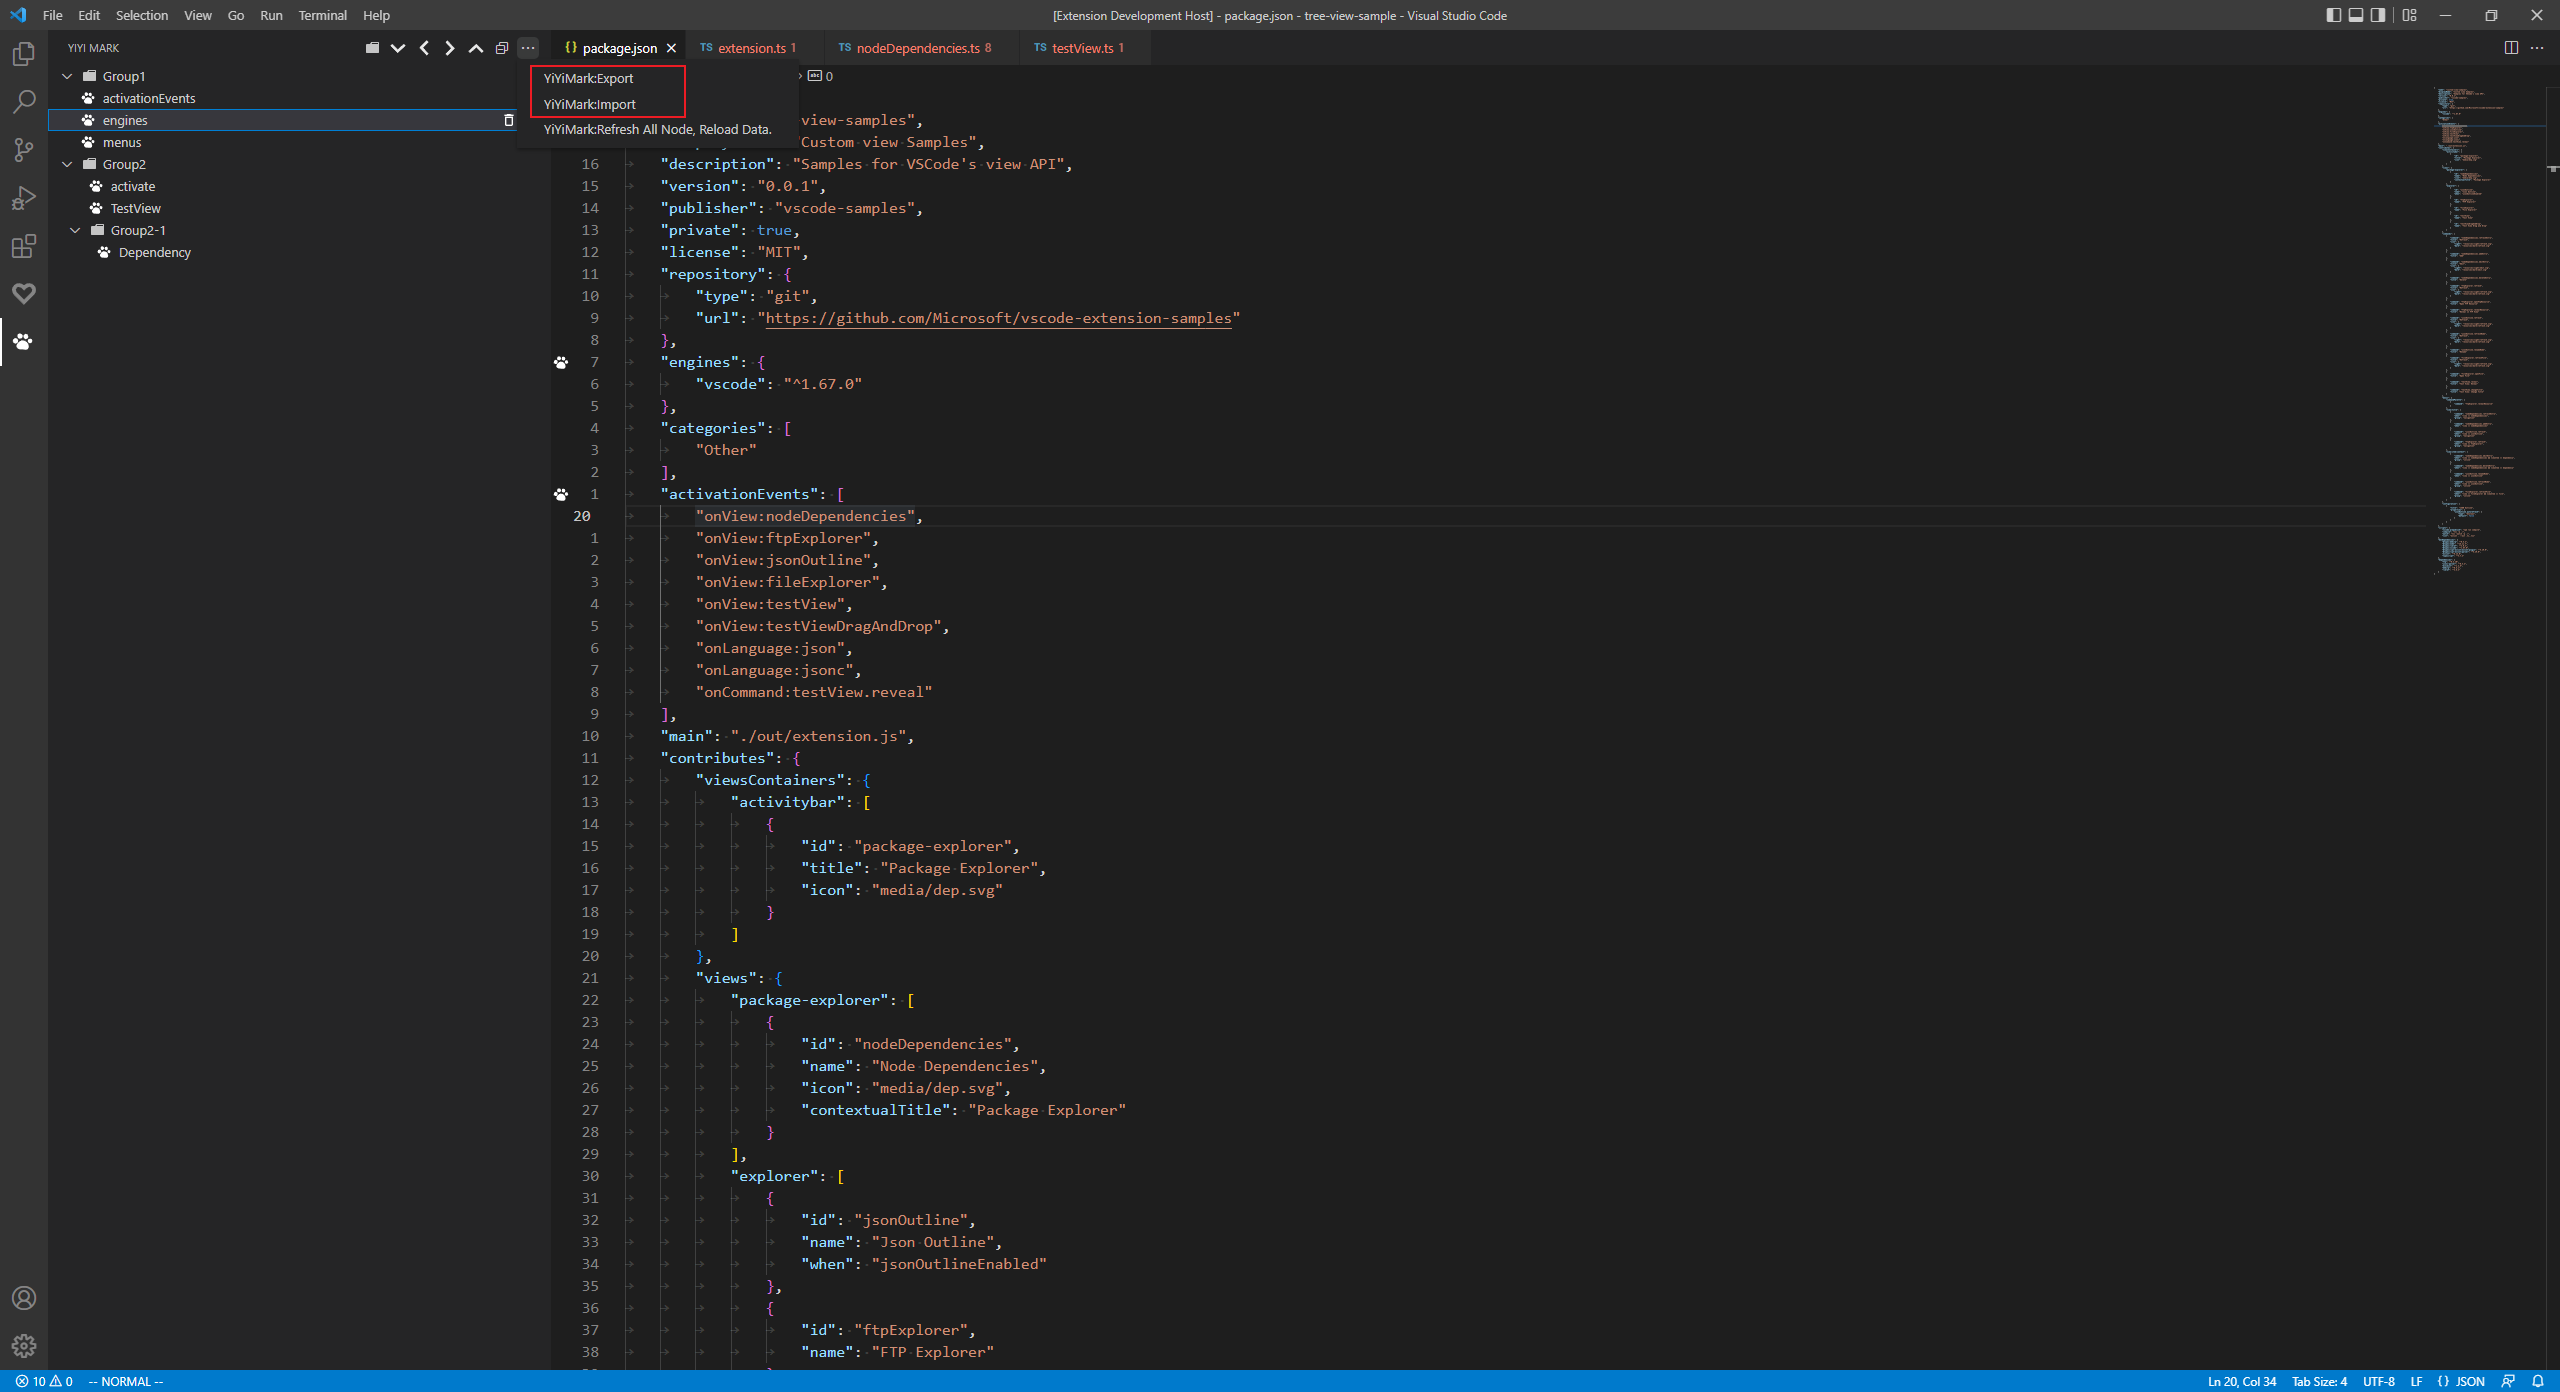 File Edit Selection View Go Run Terminal Help
[Extension Development Host] - package.json - tree-view-sample - Visual Studio Code
YIYI MARK
Group1
activationEvents
engines
menus
Group2
activate
TestView
Group2-1
Dependency
{} package.json
TS extension.ts 1
TS nodeDependencies.ts 8
TS testView.ts 1
YiYiMark:Export
YiYiMark:Import
YiYiMark:Refresh All Node, Reload Data.
> abc 0
view-samples",
Custom view Samples",
16 "description": "Samples for VSCode's view API",
15 "version": "0.0.1",
14 "publisher": "vscode-samples",
13 "private": true,
12 "license": "MIT",
11 "repository": {
10 "type": "git",
9 "url": "https://github.com/Microsoft/vscode-extension-samples"
8 },
7 "engines": {
6 "vscode": "^1.67.0"
5 },
4 "categories": [
3 "Other"
2 ],
1 "activationEvents": [
20 "onView:nodeDependencies",
1 "onView:ftpExplorer",
2 "onView:jsonOutline",
3 "onView:fileExplorer",
4 "onView:testView",
5 "onView:testViewDragAndDrop",
6 "onLanguage:json",
7 "onLanguage:jsonc",
8 "onCommand:testView.reveal"
9 ],
10 "main": "./out/extension.js",
11 "contributes": {
12 "viewsContainers": {
13 "activitybar": [
14 {
15 "id": "package-explorer",
16 "title": "Package Explorer",
17 "icon": "media/dep.svg"
18 }
19 ]
20 },
21 "views": {
22 "package-explorer": [
23 {
24 "id": "nodeDependencies",
25 "name": "Node Dependencies",
26 "icon": "media/dep.svg",
27 "contextualTitle": "Package Explorer"
28 }
29 ],
30 "explorer": [
31 {
32 "id": "jsonOutline",
33 "name": "Json Outline",
34 "when": "jsonOutlineEnabled"
35 },
36 {
37 "id": "ftpExplorer",
38 "name": "FTP Explorer"
10 0 -- NORMAL --
Ln 20, Col 34 Tab Size: 4 UTF-8 LF {} JSON